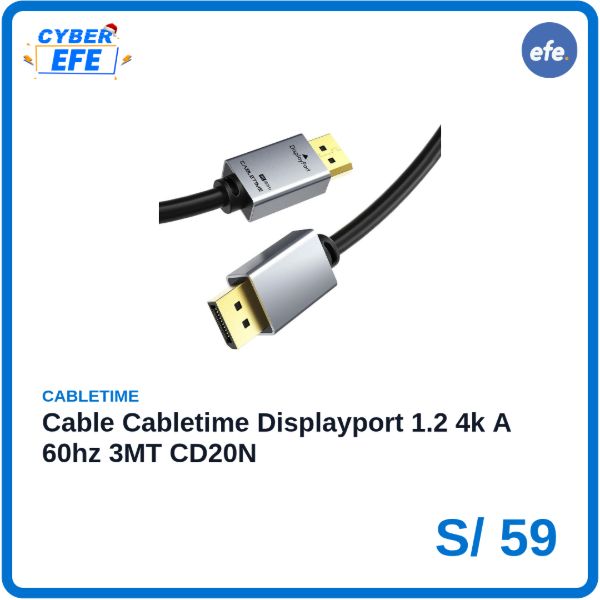 CYBER
EFE
efe.
DisplayPort
CABLETIME
CABLETIME
Cable Cabletime Displayport 1.2 4k A
60hz 3MT CD20N
S/ 59